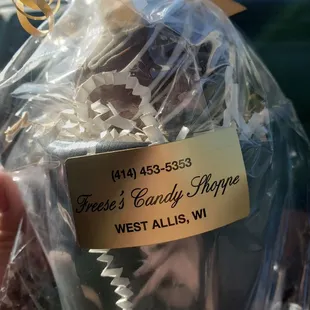 (414) 453-5353
Freese's Candy Shoppe
WEST ALLIS, WI